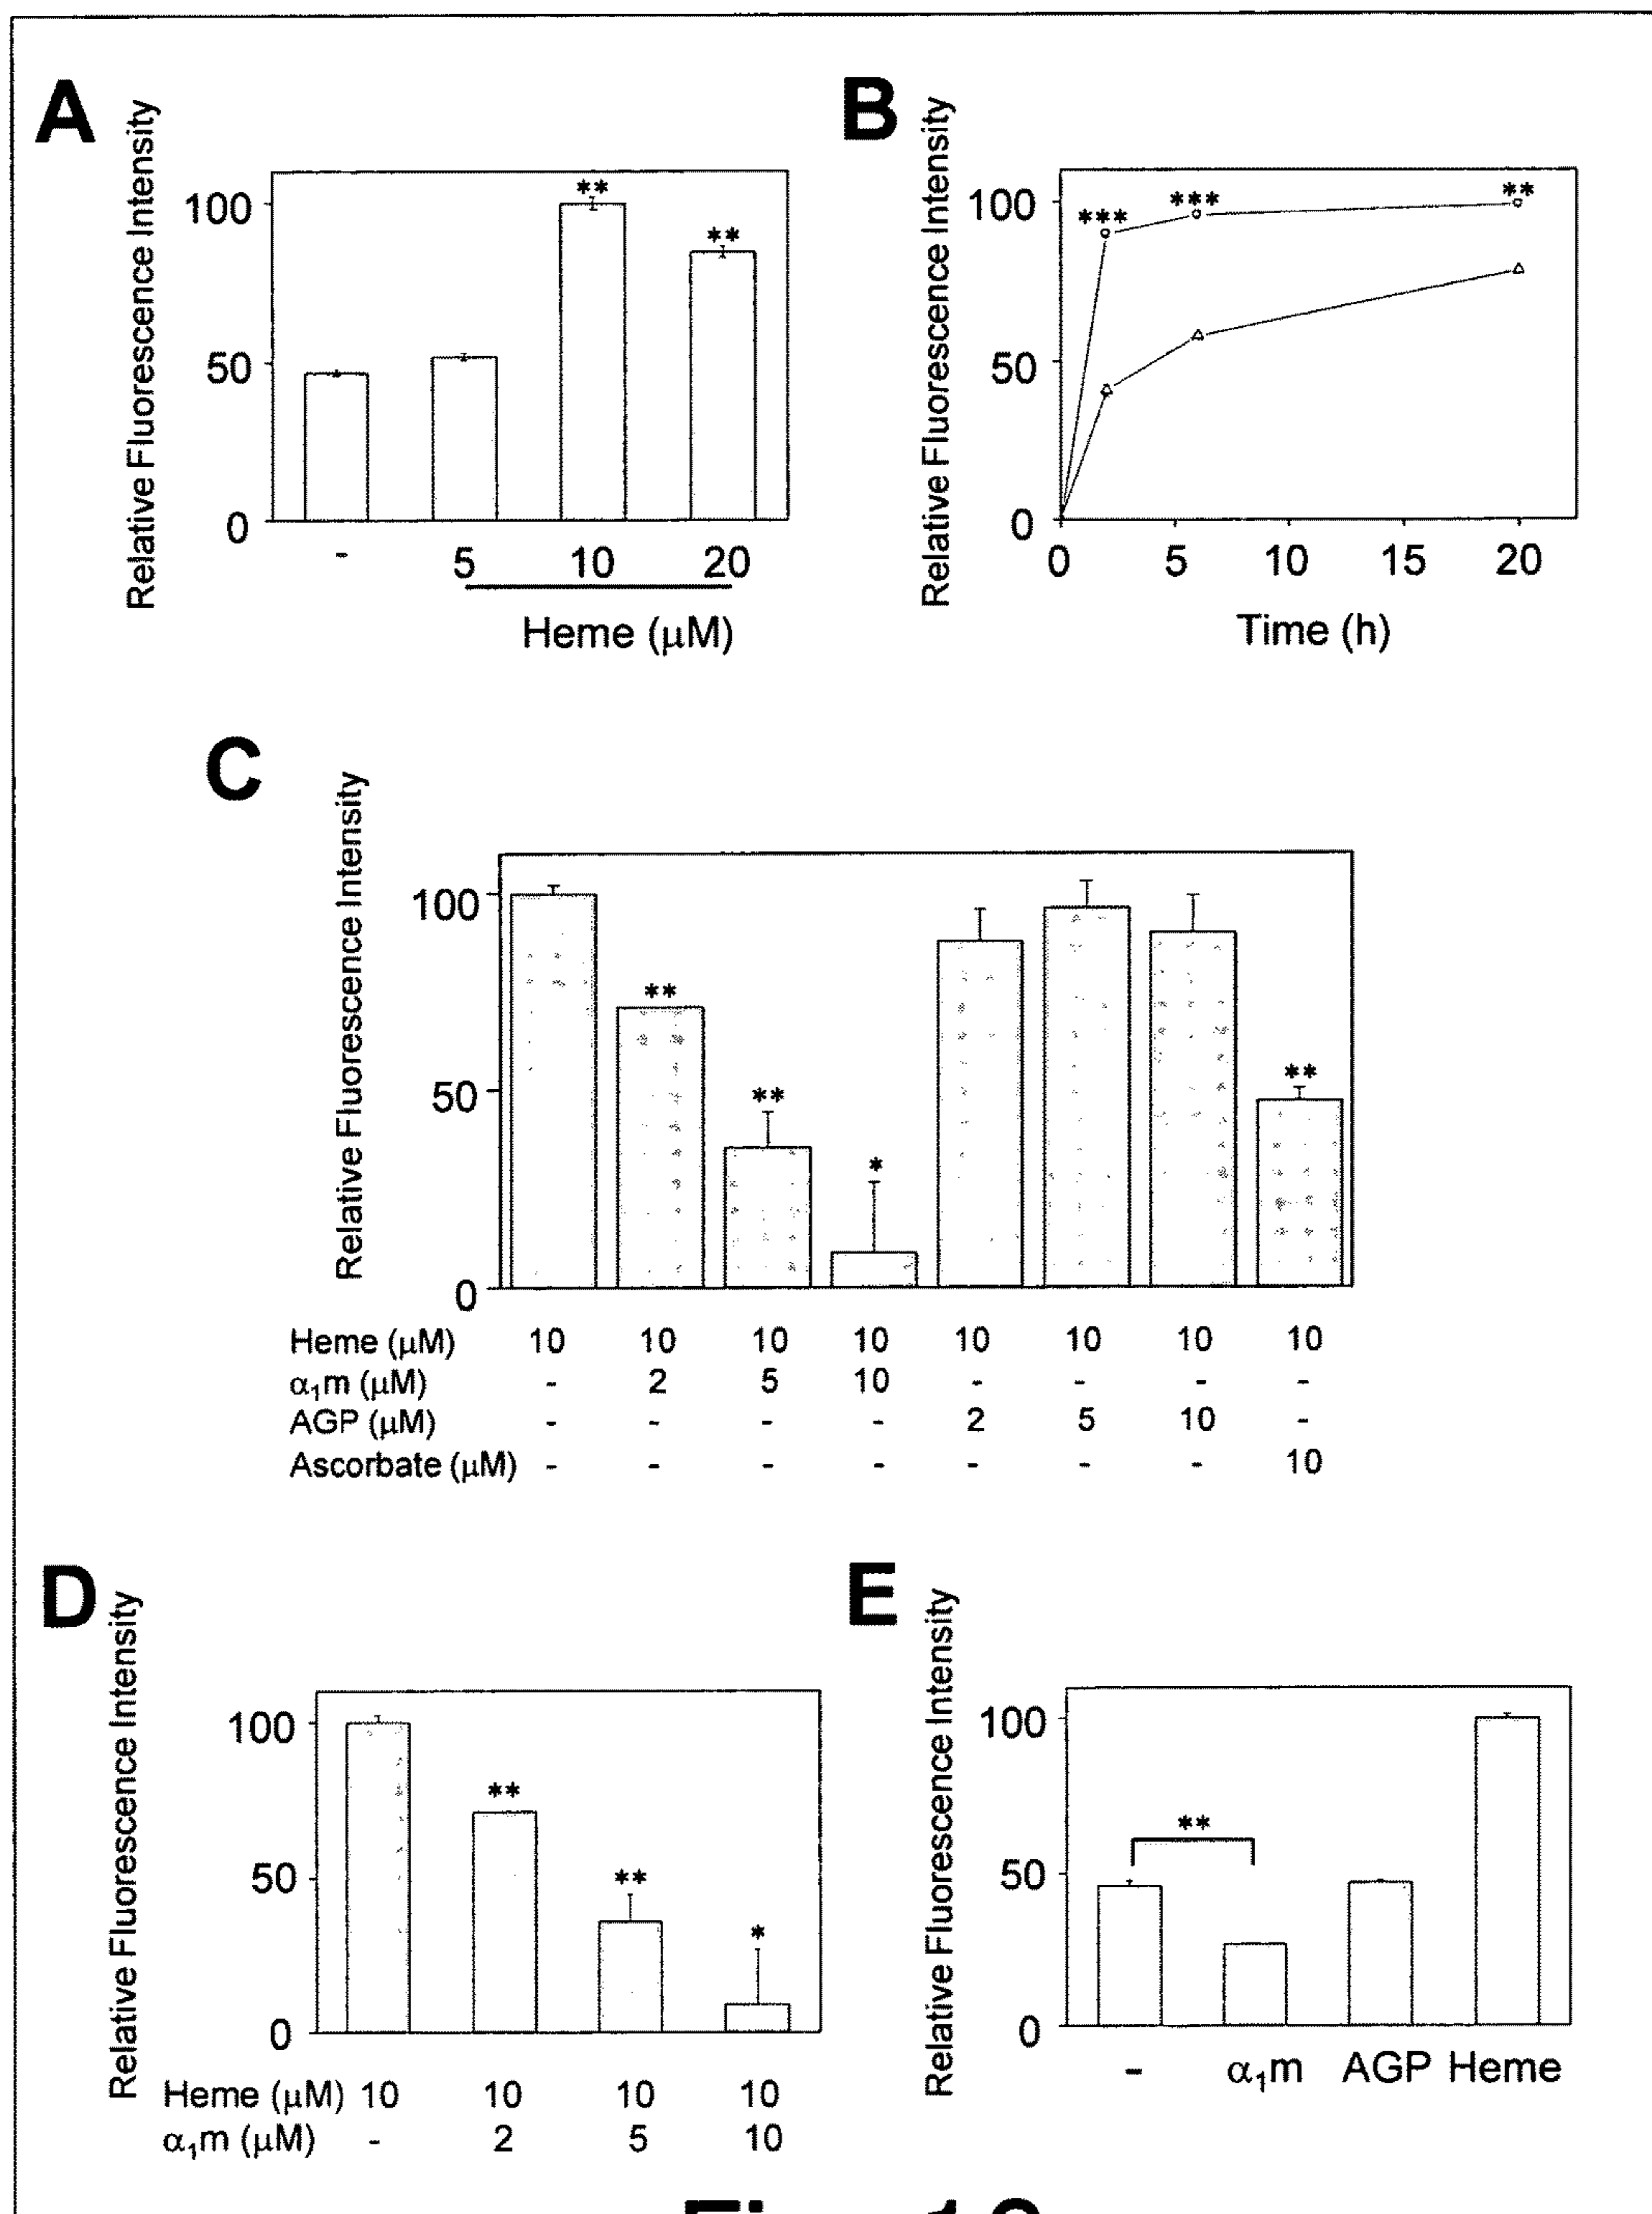 A
Relative Fluorescence Intensity
100
50
0
**
**
- 5 10 20
Heme (μM)
B
Relative Fluorescence Intensity
100
50
0
***
***
**
0 5 10 15 20
Time (h)
C
Relative Fluorescence Intensity
100
50
0
**
**
*
**
Heme (μM) 10 10 10 10 10 10 10 10
α₁m (μM) - 2 5 10 - - - -
AGP (μM) - - - - 2 5 10 -
Ascorbate (μM) - - - - - - - 10
D
Relative Fluorescence Intensity
100
50
0
**
**
*
Heme (μM) 10 10 10 10
α₁m (μM) - 2 5 10
E
Relative Fluorescence Intensity
100
50
0
**
- α₁m AGP Heme